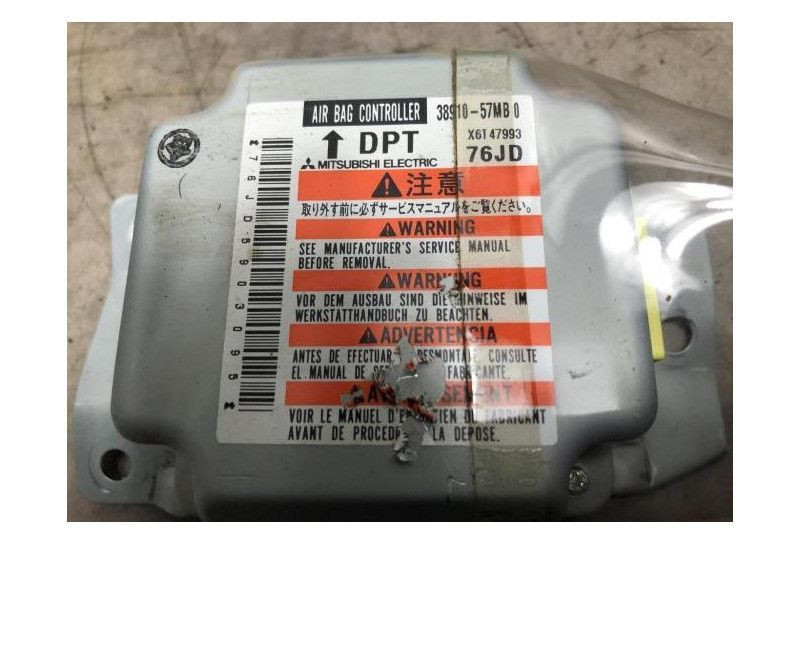 AIR BAG CONTROLLER 38910-57MB0
↑ DPT X6T47993
MITSUBISHI ELECTRIC 76JD
*76JD5903095*
注意
取り外す前に必ずサービスマニュアルをご覧ください。
WARNING
SEE MANUFACTURER'S SERVICE MANUAL
BEFORE REMOVAL.
WARNING
VOR DEM AUSBAU SIND DIE HINWEISE IM
WERKSTATTHANDBUCH ZU BEACHTEN.
ADVERTENCIA
ANTES DE EFECTUAR DESMONTAJE CONSULTE
EL MANUAL DE FABRICANTE.
VOIR LE MANUEL DU FABRICANT
AVANT DE LA DEPOSE.